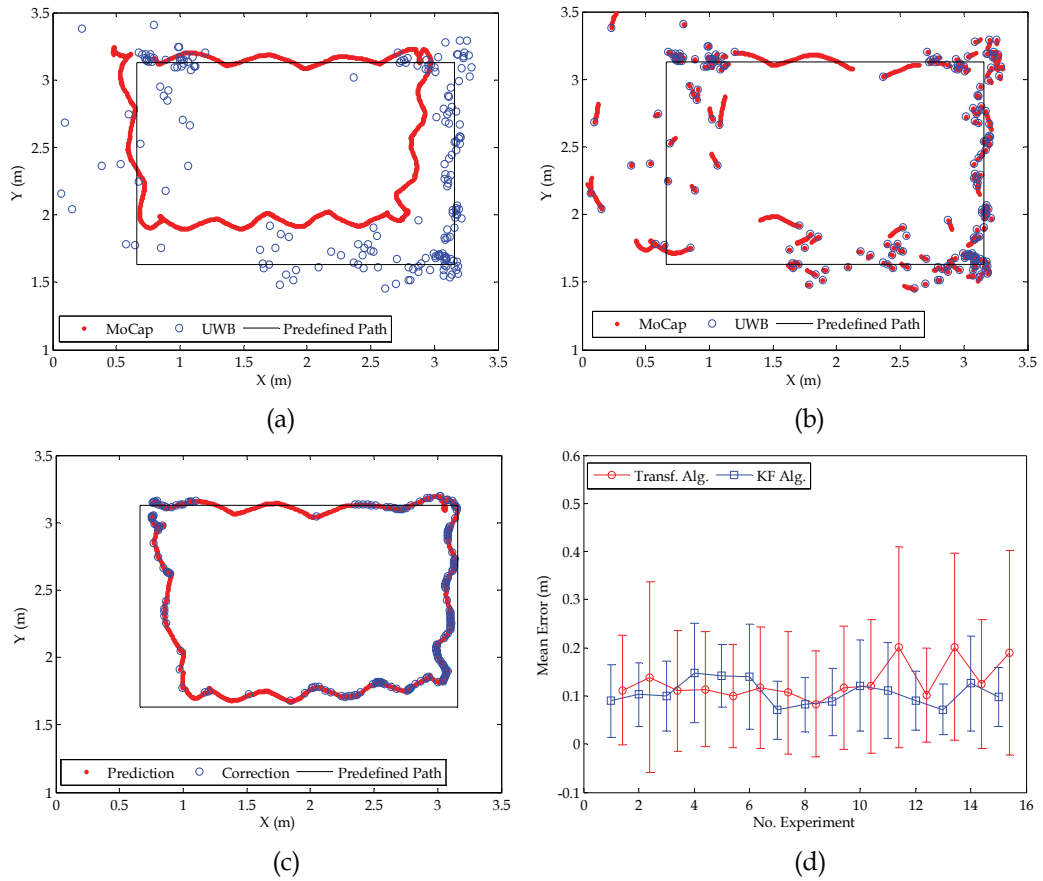 3.5
3
2.5
2
1.5
1
Y (m)
MoCap UWB Predefined Path
0 0.5 1 1.5 2 2.5 3 3.5
X (m)
(a)
3.5
3
2.5
2
1.5
1
Y (m)
MoCap UWB Predefined Path
0 0.5 1 1.5 2 2.5 3 3.5
X (m)
(b)
3.5
3
2.5
2
1.5
1
Y (m)
Prediction Correction Predefined Path
0 0.5 1 1.5 2 2.5 3 3.5
X (m)
(c)
0.6
0.5
0.4
0.3
0.2
0.1
0
-0.1
Mean Error (m)
Transf. Alg. KF Alg.
0 2 4 6 8 10 12 14 16
No. Experiment
(d)